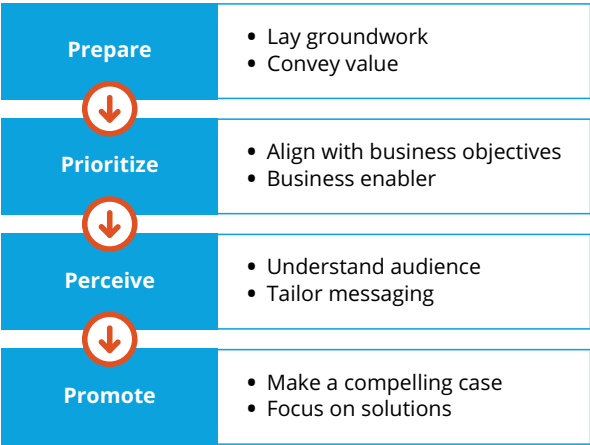 Prepare
• Lay groundwork
• Convey value
Prioritize
• Align with business objectives
• Business enabler
Perceive
• Understand audience
• Tailor messaging
Promote
• Make a compelling case
• Focus on solutions